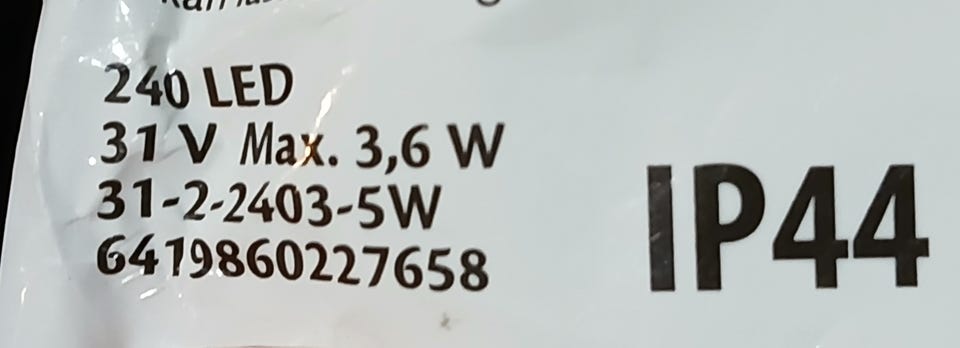 240 LED
31 V Max. 3,6 W
31-2-2403-5W
6419860227658
IP44